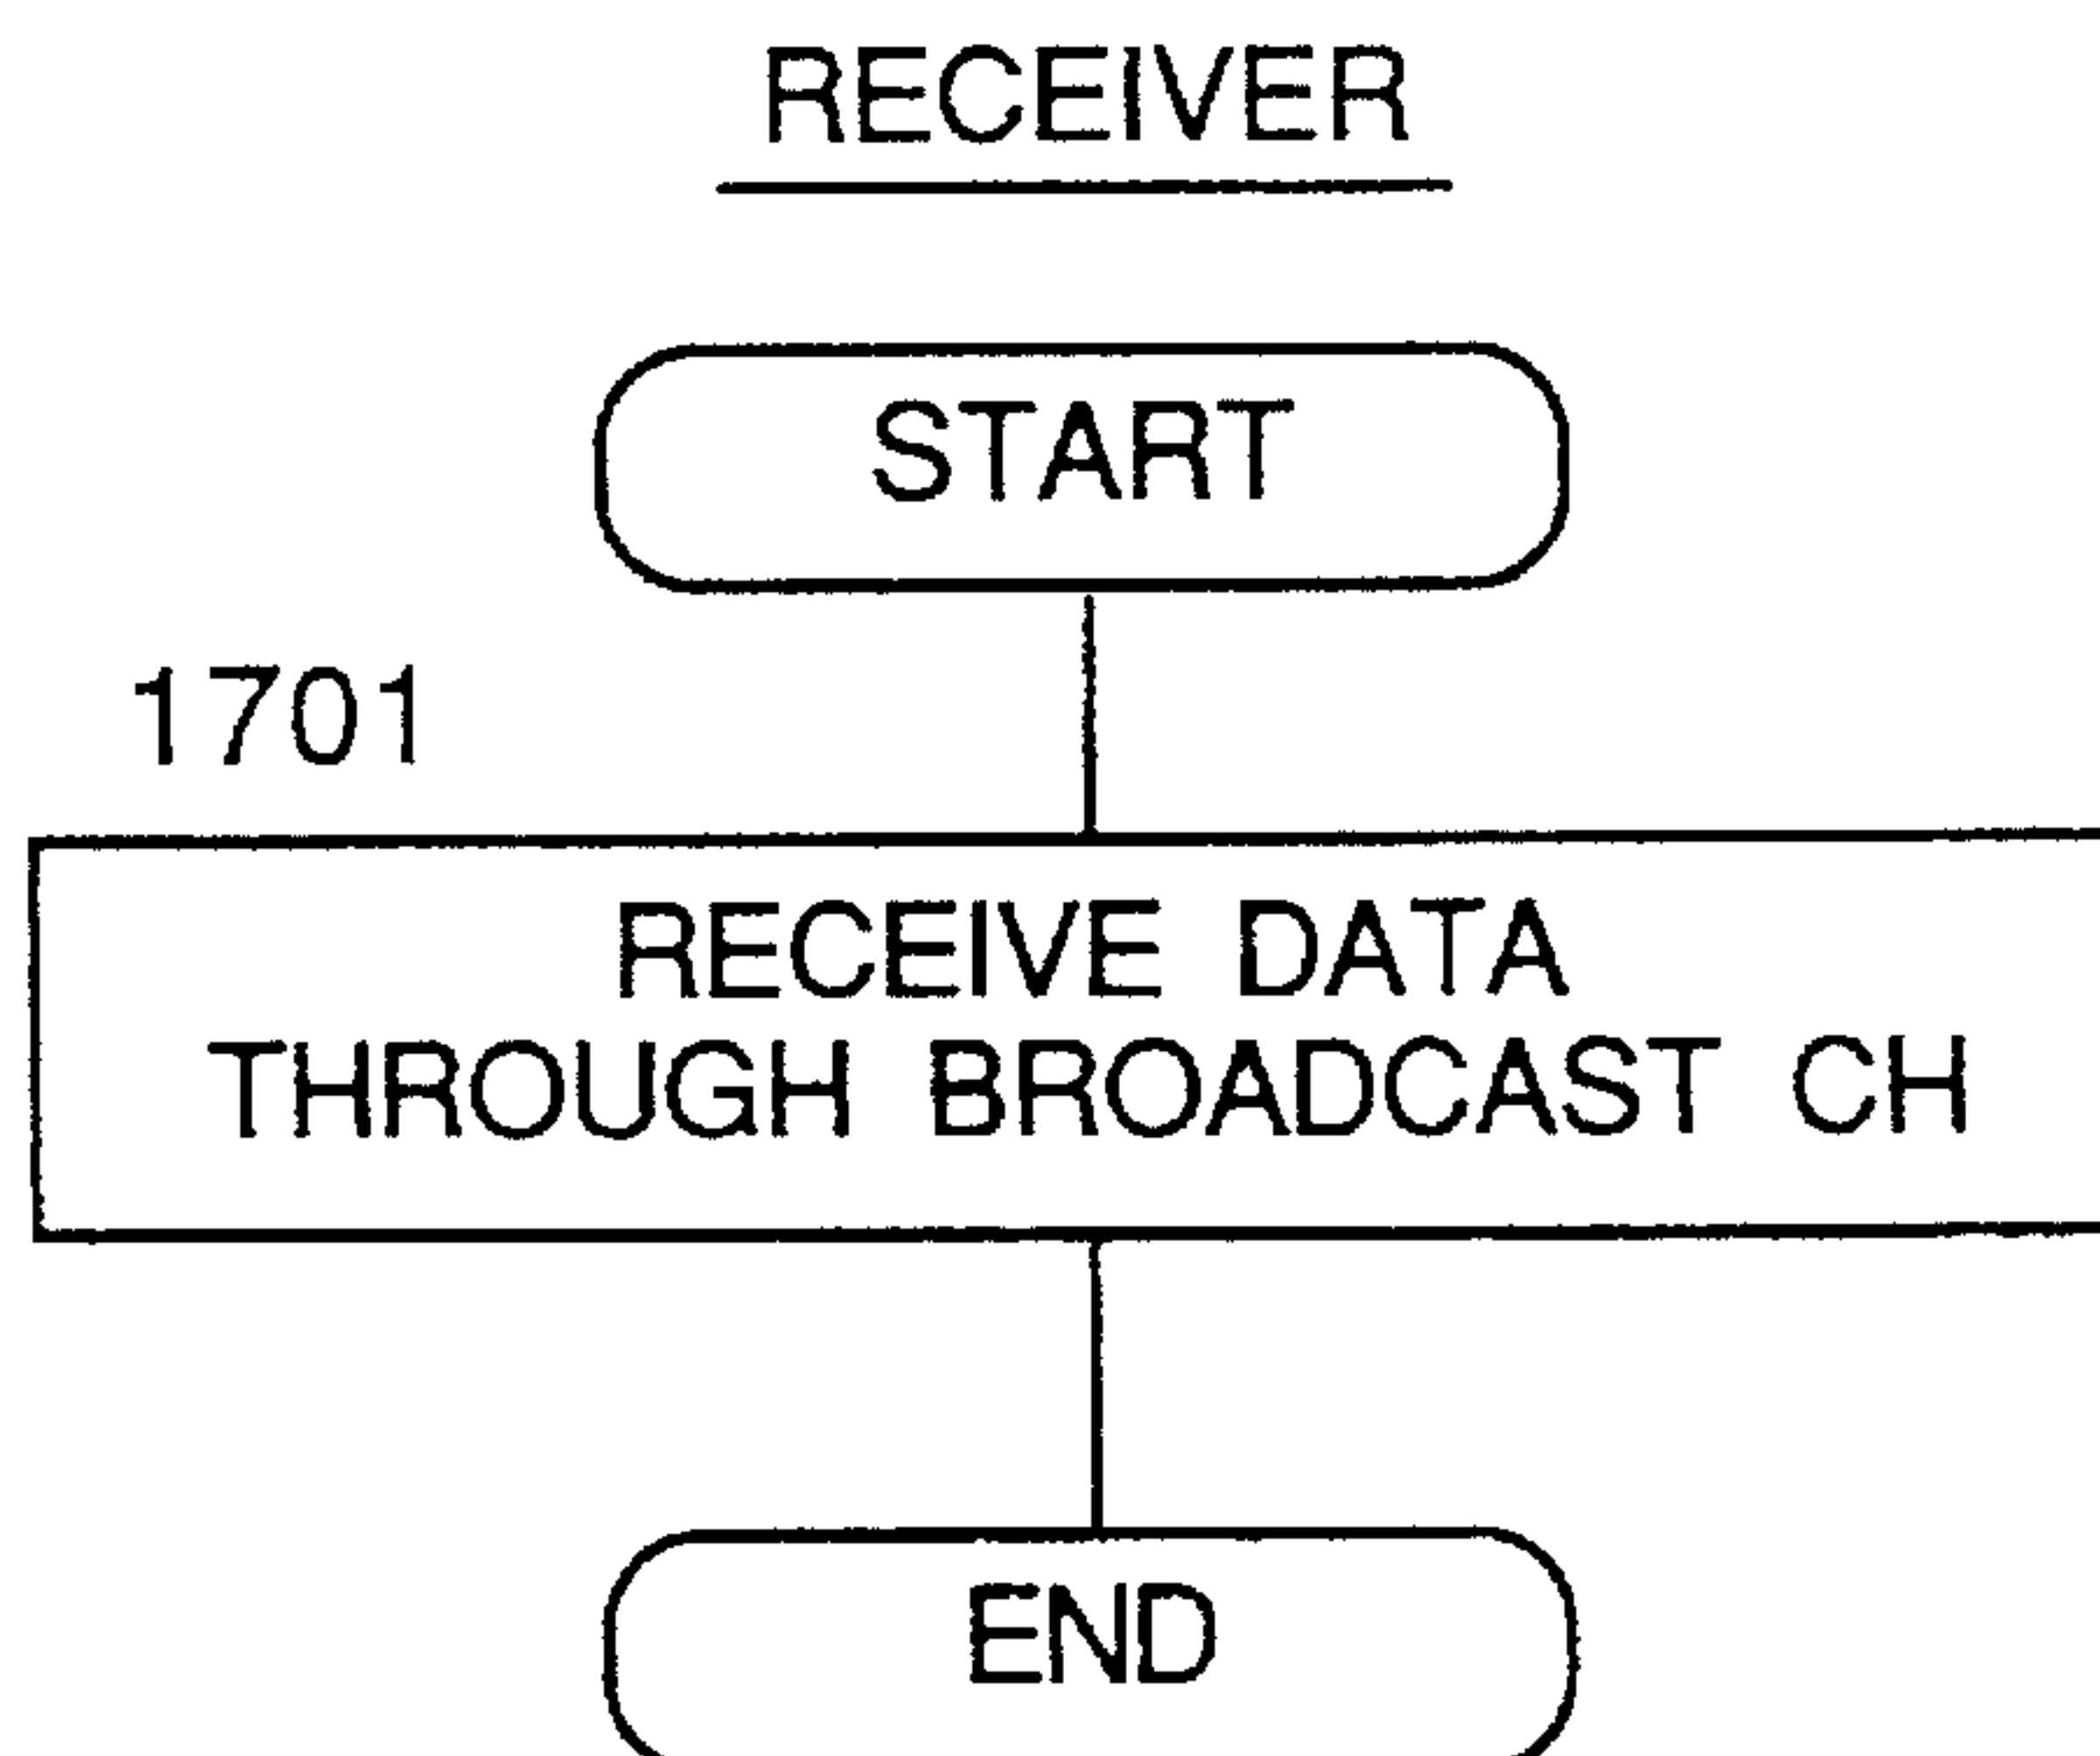 RECEIVER
START
1701
RECEIVE DATA
THROUGH BROADCAST CH
END